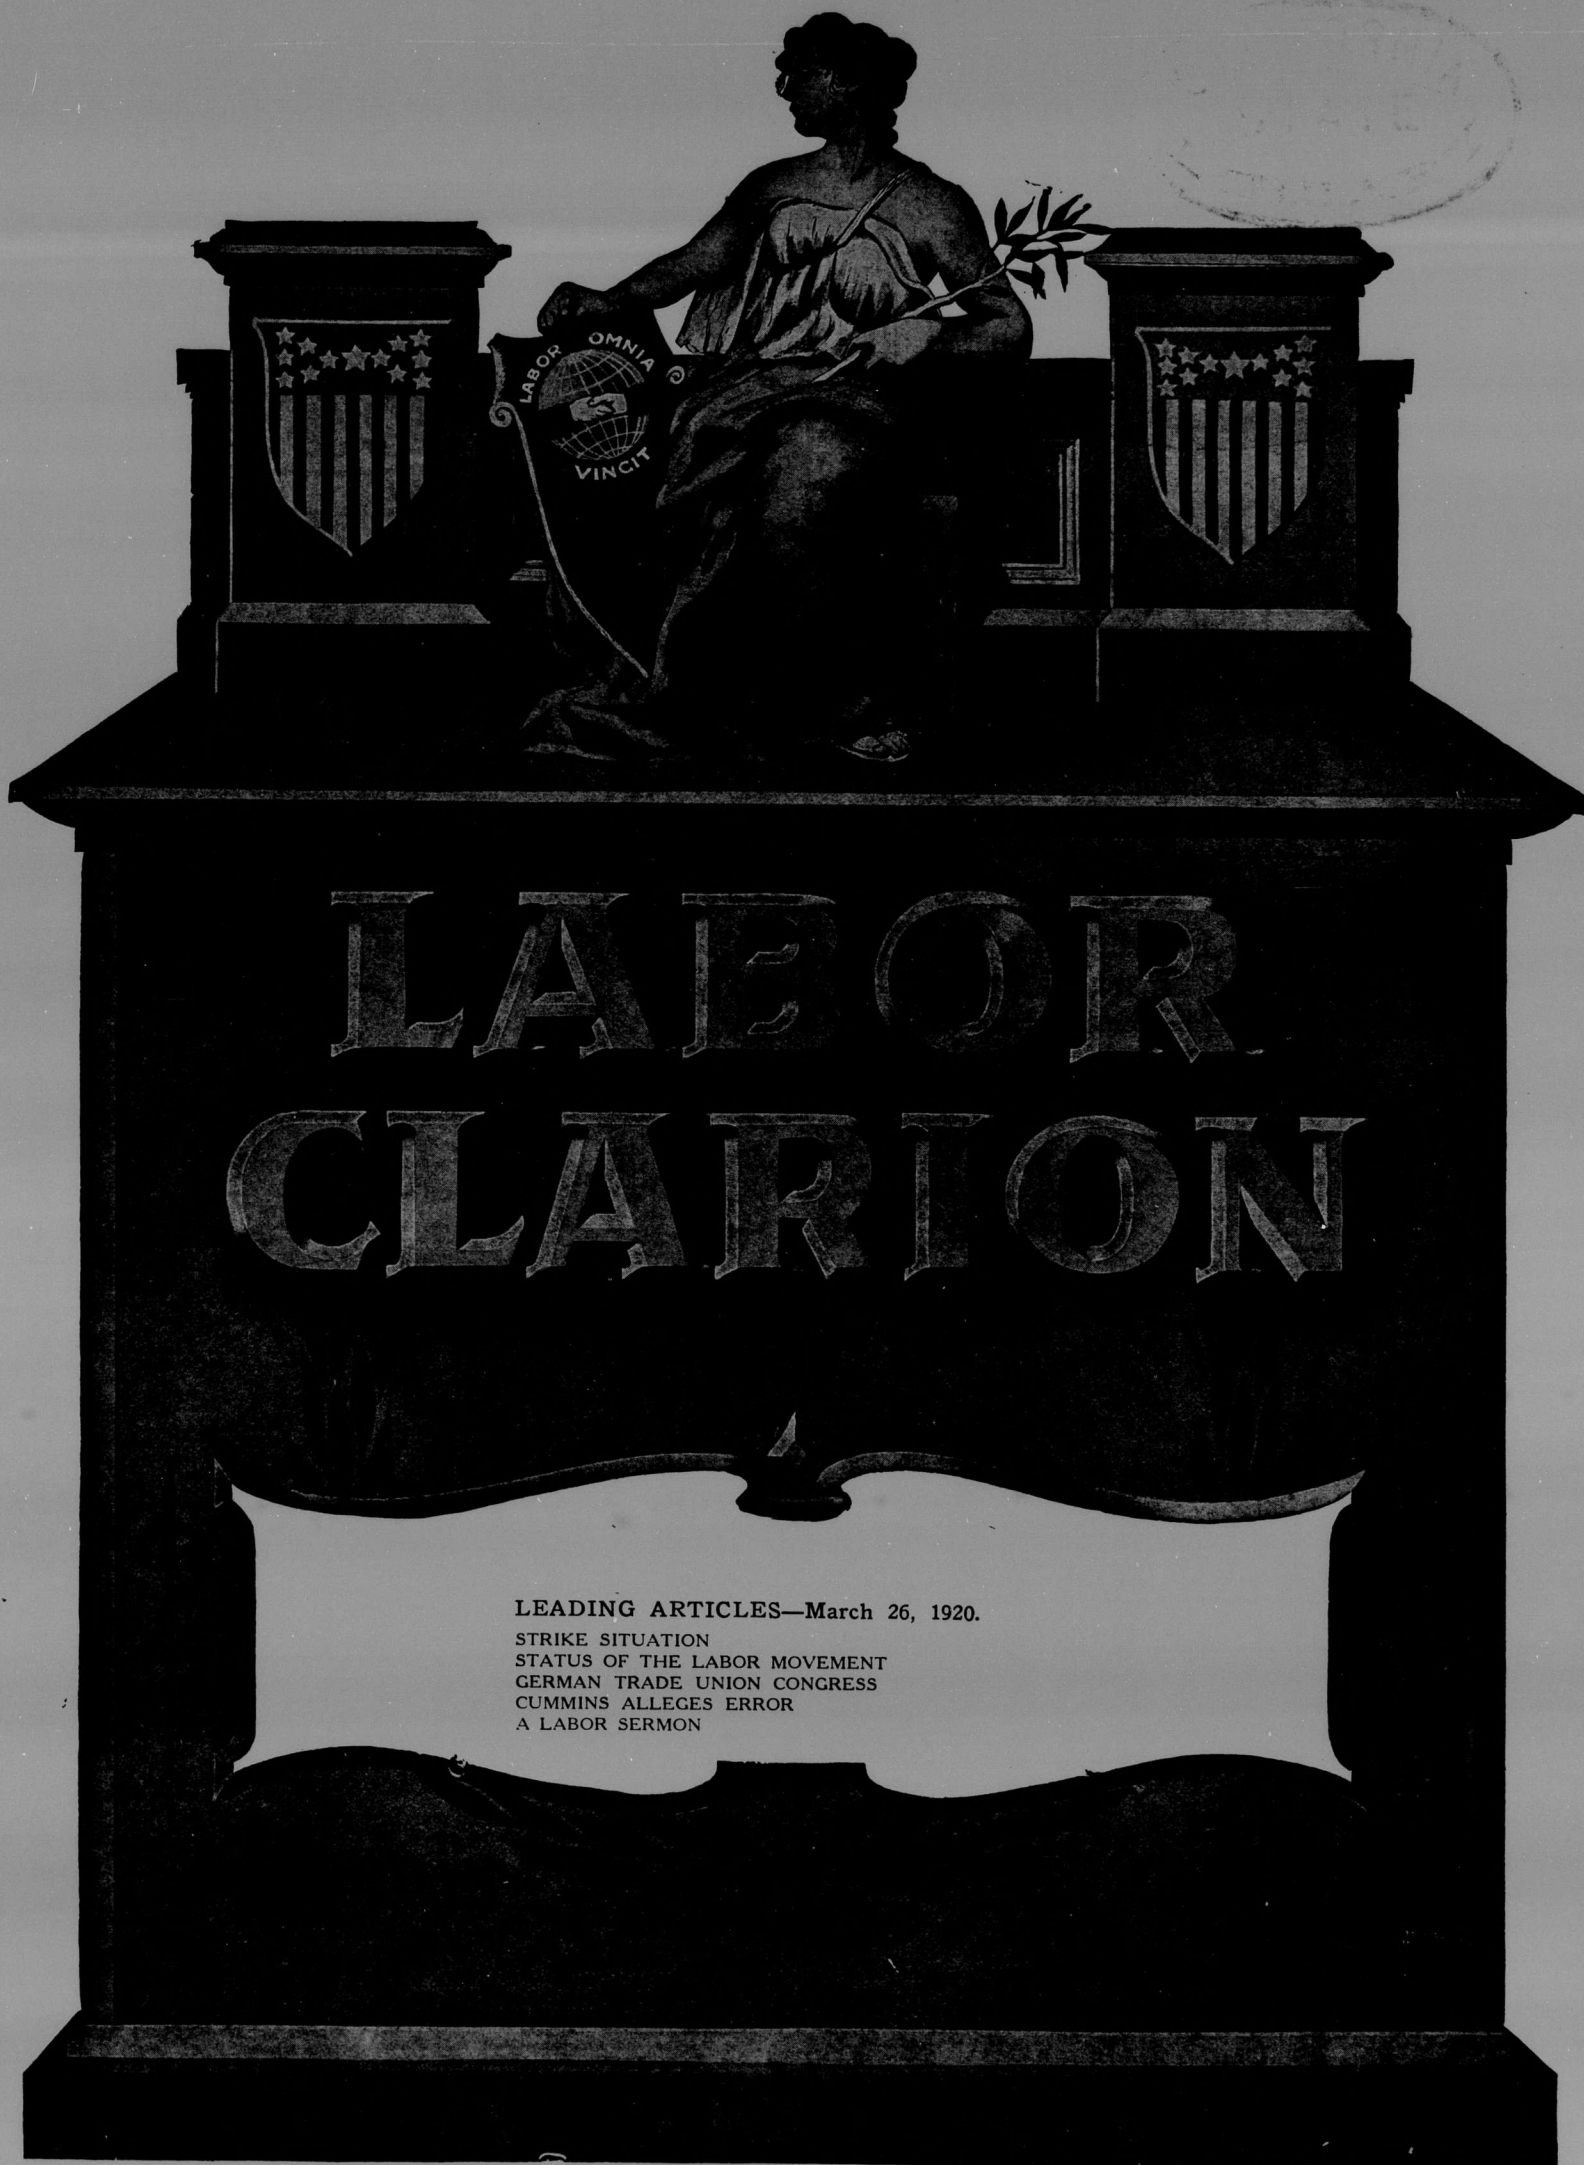 LABOR OMNIA
VINCIT
LABOR
CLARION
LEADING ARTICLES—March 26, 1920.
STRIKE SITUATION
STATUS OF THE LABOR MOVEMENT
GERMAN TRADE UNION CONGRESS
CUMMINS ALLEGES ERROR
A LABOR SERMON